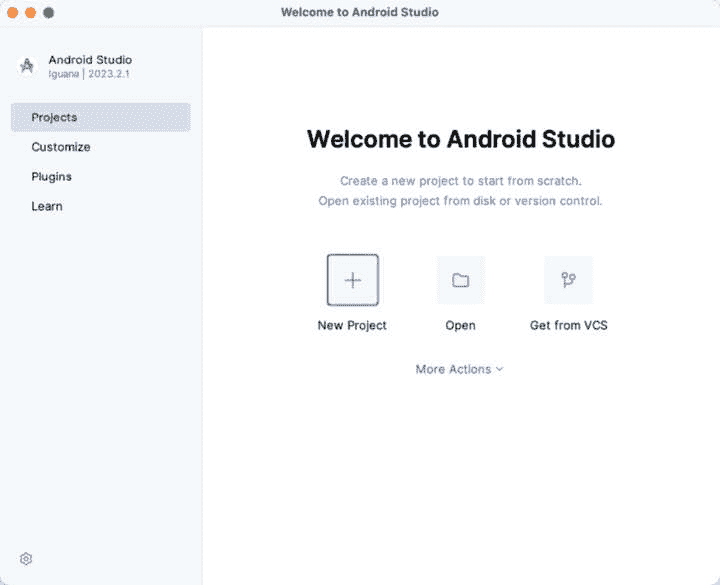 Welcome to Android Studio
Android Studio
Iguana | 2023.2.1
Projects
Customize
Plugins
Learn
Welcome to Android Studio
Create a new project to start from scratch.
Open existing project from disk or version control.
New Project
Open
Get from VCS
More Actions